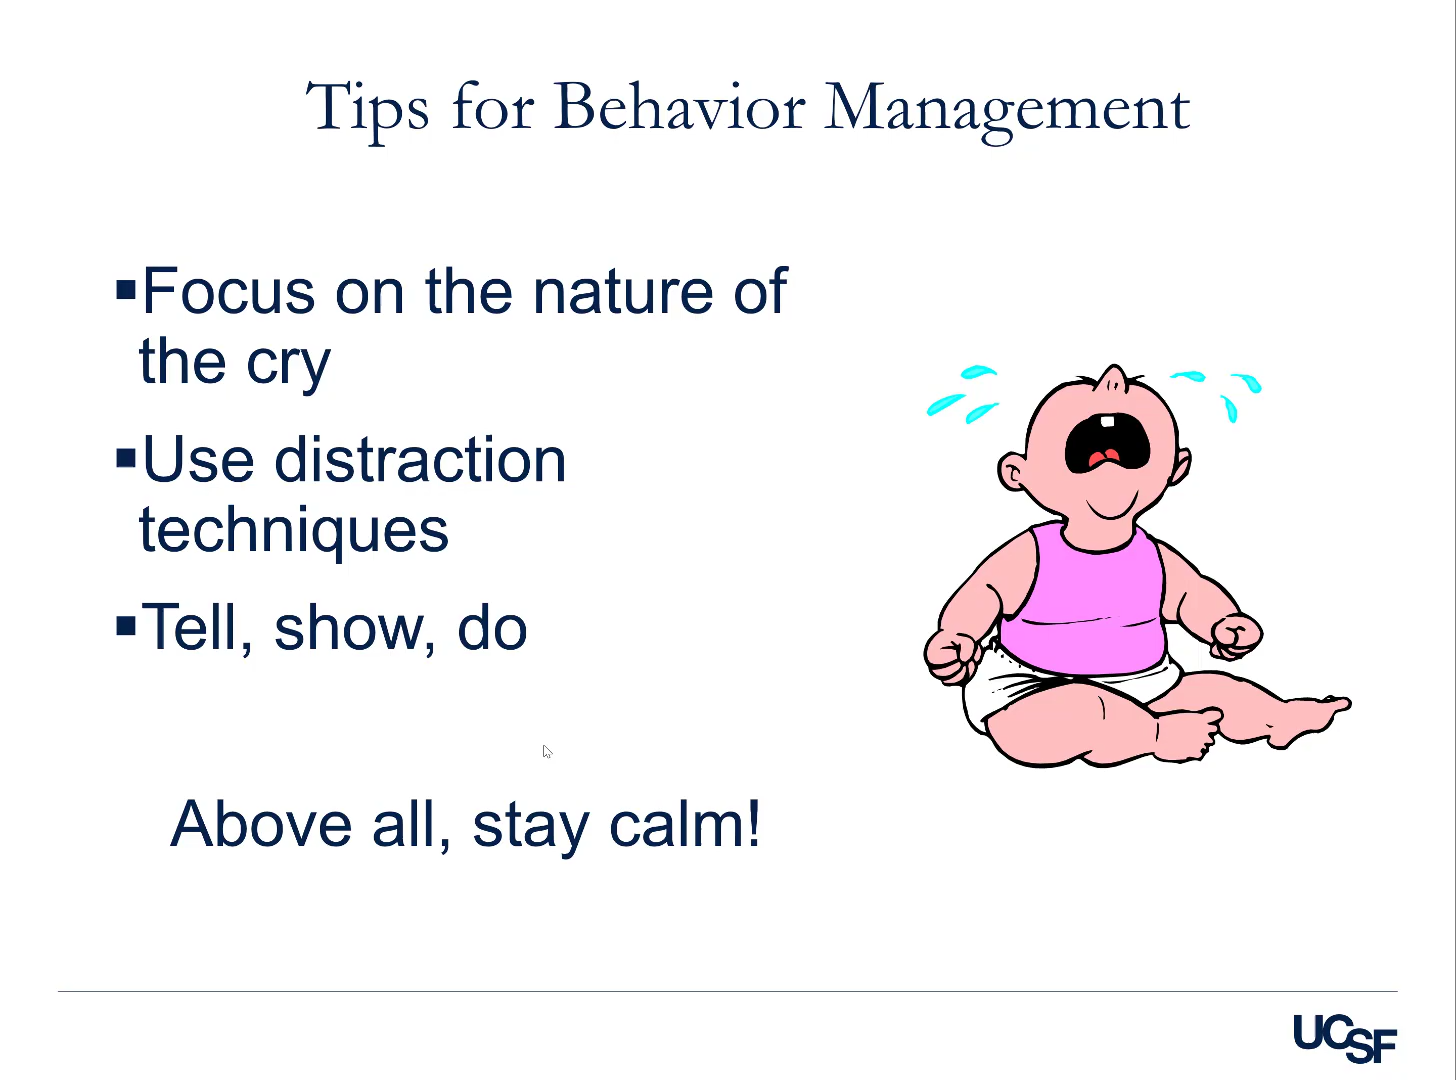 Tips for Behavior Management
▪Focus on the nature of
the cry
▪Use distraction
techniques
▪Tell, show, do
Above all, stay calm!
UCSF